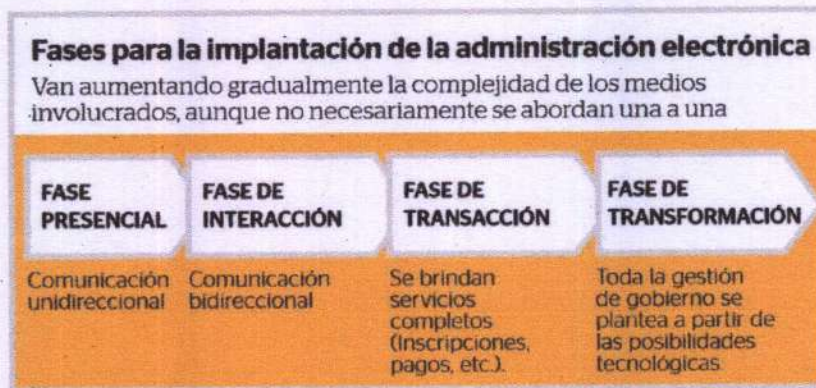 Fases para la implantación de la administración electrónica
Van aumentando gradualmente la complejidad de los medios
involucrados, aunque no necesariamente se abordan una a una
FASE
PRESENCIAL
Comunicación
unidireccional
FASE DE
INTERACCIÓN
Comunicación
bidireccional
FASE DE
TRANSACCIÓN
Se brindan
servicios
completos
(Inscripciones,
pagos, etc.).
FASE DE
TRANSFORMACIÓN
Toda la gestión
de gobierno se
plantea a partir de
las posibilidades
tecnológicas